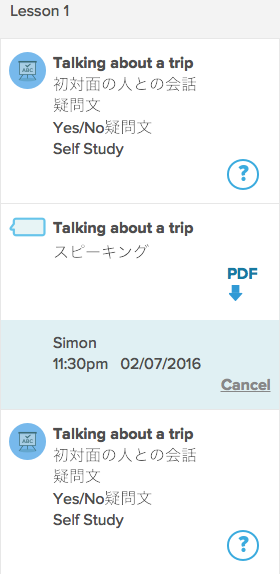 Lesson 1
Talking about a trip
初対面の人との会話
疑問文
Yes/No疑問文
Self Study
?
Talking about a trip
スピーキング
PDF
Simon
11:30pm 02/07/2016
Cancel
ABC
Talking about a trip
初対面の人との会話
疑問文
Yes/No疑問文
Self Study
?